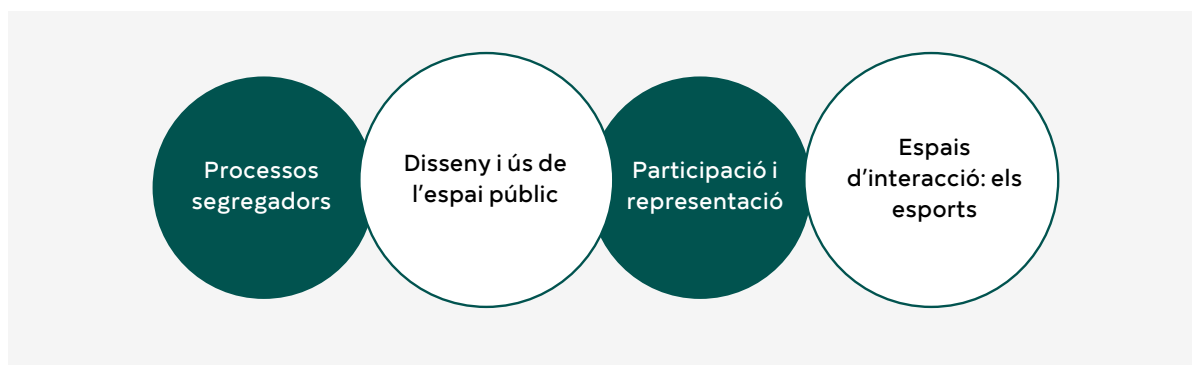 Processos
segregadors
Disseny i ús de
l’espai públic
Participació i
representació
Espais
d’interacció: els
esports